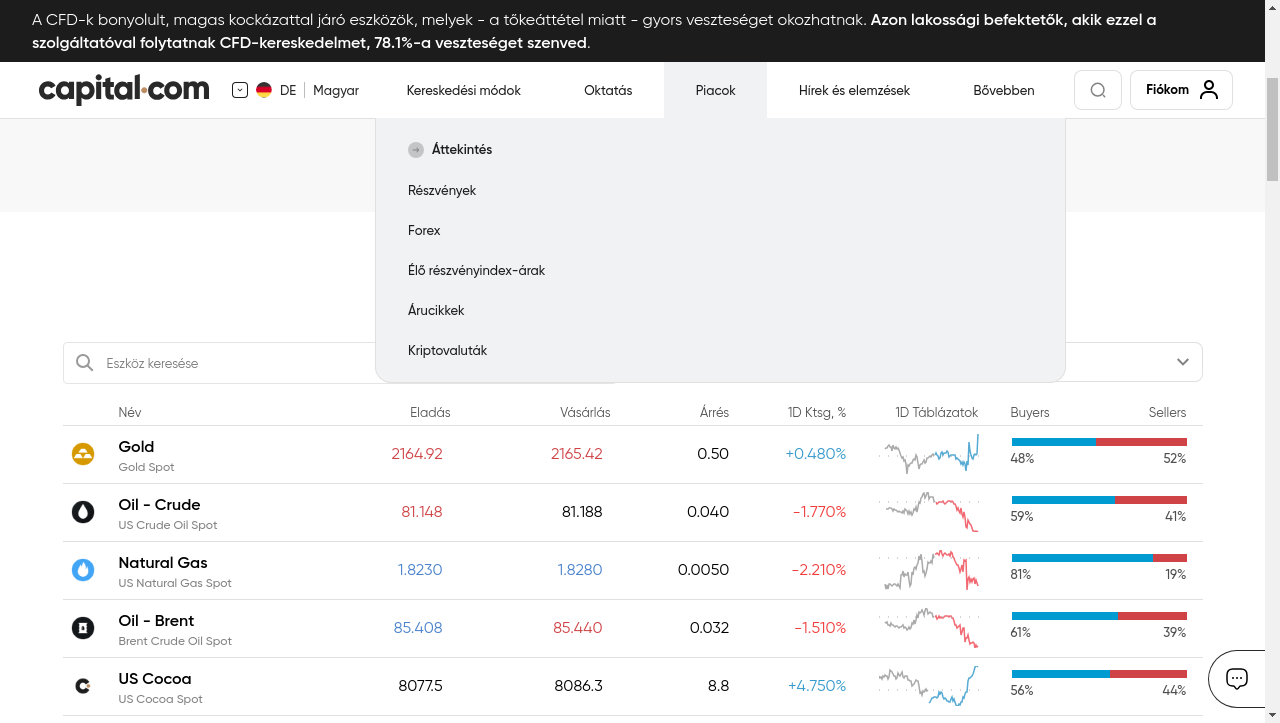 A CFD-k bonyolult, magas kockázattal járó eszközök, melyek - a tőkeáttétel miatt - gyors veszteséget okozhatnak. Azon lakossági befektetők, akik ezzel a
szolgáltatóval folytatnak CFD-kereskedelmet, 78.1%-a veszteséget szenved.
capital.com DE Magyar Kereskedési módok Oktatás Piacok Hírek és elemzések Bővebben Fiókom
Áttekintés
Részvények
Forex
Élő részvényindex-árak
Árucikkek
Kriptovaluták
Eszköz keresése
Név Eladás Vásárlás Árrés 1D Ktsg, % 1D Táblázatok Buyers Sellers
Gold 2164.92 2165.42 0.50 +0.480% 48% 52%
Gold Spot
Oil - Crude 81.148 81.188 0.040 -1.770% 59% 41%
US Crude Oil Spot
Natural Gas 1.8230 1.8280 0.0050 -2.210% 81% 19%
US Natural Gas Spot
Oil - Brent 85.408 85.440 0.032 -1.510% 61% 39%
Brent Crude Oil Spot
US Cocoa 8077.5 8086.3 8.8 +4.750% 56% 44%
US Cocoa Spot